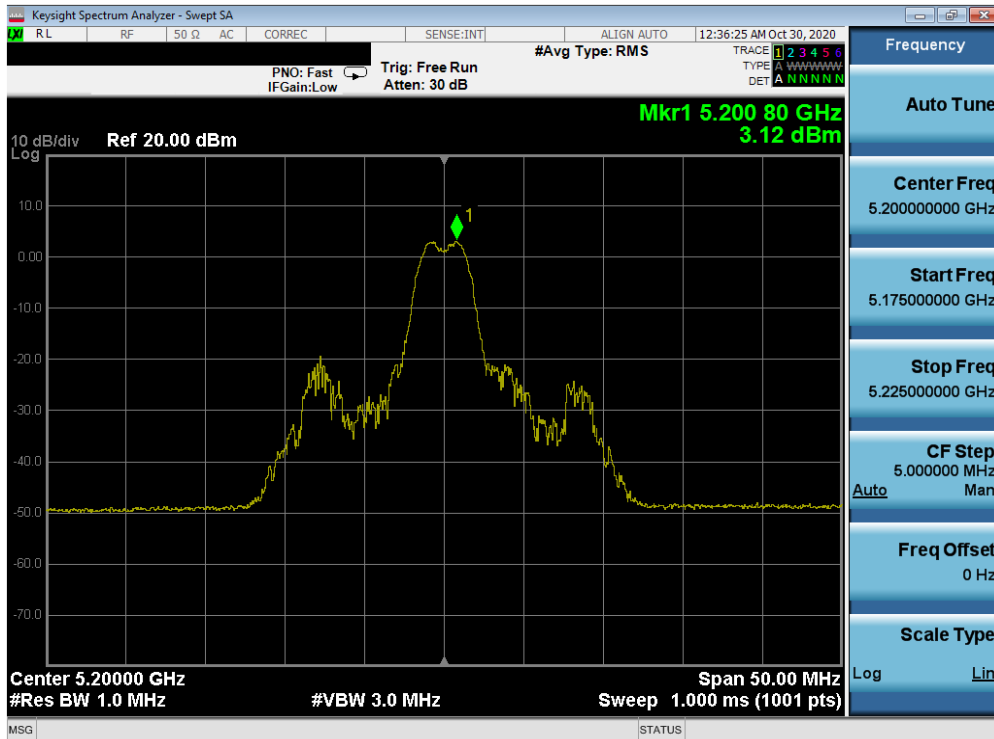 Keysight Spectrum Analyzer - Swept SA
LXI RL RF 50 Ω AC CORREC SENSE:INT ALIGN AUTO 12:36:25 AM Oct 30, 2020
PNO: Fast
IFGain:Low
Trig: Free Run
Atten: 30 dB
#Avg Type: RMS
TRACE 1 2 3 4 5 6
TYPE A WWWWW
DET A N N N N N
Mkr1 5.200 80 GHz
3.12 dBm
10 dB/div Ref 20.00 dBm
Log
10.0
0.00
-10.0
-20.0
-30.0
-40.0
-50.0
-60.0
-70.0
1
Center 5.20000 GHz Span 50.00 MHz
#Res BW 1.0 MHz #VBW 3.0 MHz Sweep 1.000 ms (1001 pts)
MSG STATUS
Frequency
Auto Tune
Center Freq
5.200000000 GHz
Start Freq
5.175000000 GHz
Stop Freq
5.225000000 GHz
CF Step
5.000000 MHz
Auto Man
Freq Offset
0 Hz
Scale Type
Log Lin